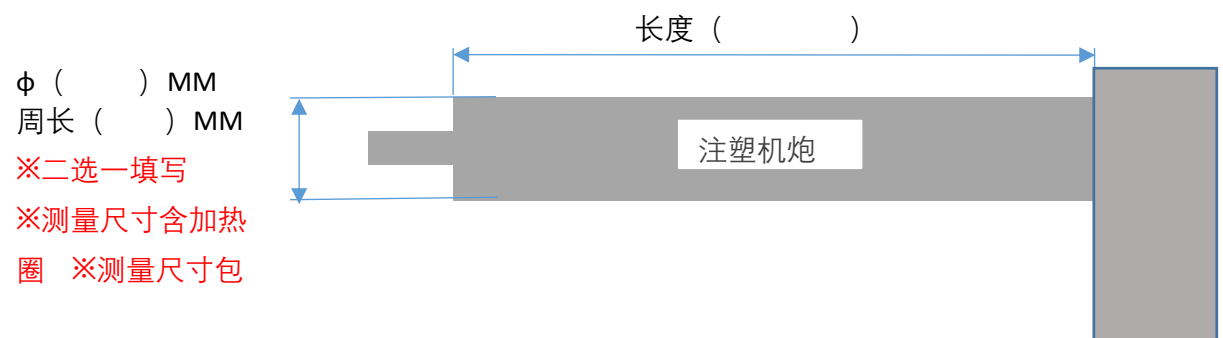 长度（　　　　）
φ（　　）MM
周长（　　）MM
※二选一填写
※测量尺寸含加热
圈　※测量尺寸包
注塑机炮